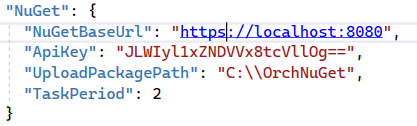 "NuGet": {
"NuGetBaseUrl": "https://localhost:8080",
"ApiKey": "JLWIyl1xZNDVVx8tcVllOg==",
"UploadPackagePath": "C:\\OrchNuGet",
"TaskPeriod": 2
}